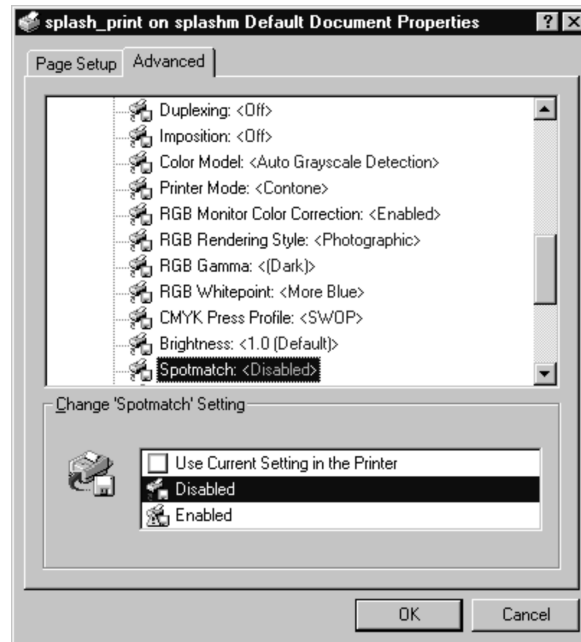 splash_print on splashm Default Document Properties
Page Setup
Advanced
Duplexing: <Off>
Imposition: <Off>
Color Model: <Auto Grayscale Detection>
Printer Mode: <Contone>
RGB Monitor Color Correction: <Enabled>
RGB Rendering Style: <Photographic>
RGB Gamma: <(Dark)>
RGB Whitepoint: <More Blue>
CMYK Press Profile: <SWOP>
Brightness: <1.0 (Default)>
Spotmatch: <Disabled>
Change 'Spotmatch' Setting
Use Current Setting in the Printer
Disabled
Enabled
OK
Cancel